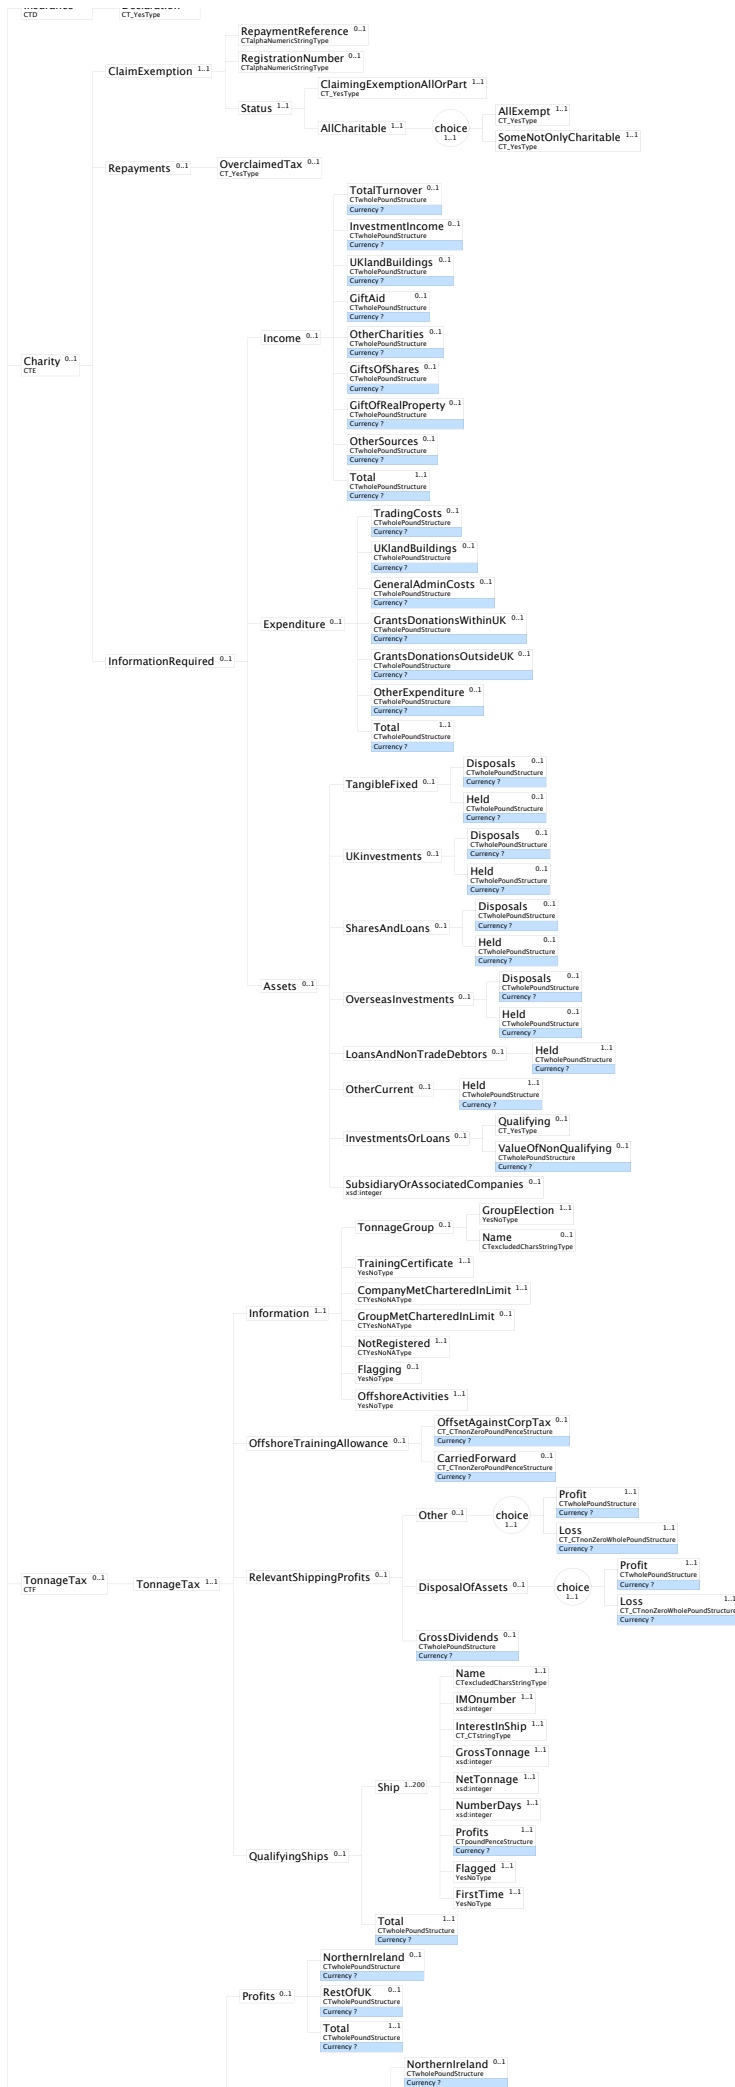 CTD
CT_YesType
RepaymentReference 0..1
CTalphaNumericStringType
RegistrationNumber 0..1
CTalphaNumericStringType
ClaimExemption 1..1
ClaimingExemptionAllOrPart 1..1
CT_YesType
Status 1..1
AllExempt 1..1
CT_YesType
AllCharitable 1..1
choice
1..1
SomeNotOnlyCharitable 1..1
CT_YesType
Repayments 0..1
OverclaimedTax 0..1
CT_YesType
TotalTurnover 0..1
CTwholePoundStructure
Currency ?
InvestmentIncome 0..1
CTwholePoundStructure
Currency ?
UKlandBuildings 0..1
CTwholePoundStructure
Currency ?
GiftAid 0..1
CTwholePoundStructure
Currency ?
Income 0..1
OtherCharities 0..1
CTwholePoundStructure
Currency ?
Charity 0..1
CTE
GiftsOfShares 0..1
CTwholePoundStructure
Currency ?
GiftOfRealProperty 0..1
CTwholePoundStructure
Currency ?
OtherSources 0..1
CTwholePoundStructure
Currency ?
Total 1..1
CTwholePoundStructure
Currency ?
TradingCosts 0..1
CTwholePoundStructure
Currency ?
UKlandBuildings 0..1
CTwholePoundStructure
Currency ?
GeneralAdminCosts 0..1
CTwholePoundStructure
Currency ?
Expenditure 0..1
GrantsDonationsWithinUK 0..1
CTwholePoundStructure
Currency ?
InformationRequired 0..1
GrantsDonationsOutsideUK 0..1
CTwholePoundStructure
Currency ?
OtherExpenditure 0..1
CTwholePoundStructure
Currency ?
Total 1..1
CTwholePoundStructure
Currency ?
TangibleFixed 0..1
Disposals 0..1
CTwholePoundStructure
Currency ?
Held 0..1
CTwholePoundStructure
Currency ?
UKinvestments 0..1
Disposals 0..1
CTwholePoundStructure
Currency ?
Held 0..1
CTwholePoundStructure
Currency ?
SharesAndLoans 0..1
Disposals 0..1
CTwholePoundStructure
Currency ?
Held 0..1
CTwholePoundStructure
Currency ?
Assets 0..1
OverseasInvestments 0..1
Disposals 0..1
CTwholePoundStructure
Currency ?
Held 0..1
CTwholePoundStructure
Currency ?
LoansAndNonTradeDebtors 0..1
Held 1..1
CTwholePoundStructure
Currency ?
OtherCurrent 0..1
Held 1..1
CTwholePoundStructure
Currency ?
InvestmentsOrLoans 0..1
Qualifying 0..1
CT_YesType
ValueOfNonQualifying 0..1
CTwholePoundStructure
Currency ?
SubsidiaryOrAssociatedCompanies 0..1
xsd:integer
TonnageGroup 0..1
GroupElection 1..1
YesNoType
Name 0..1
CTexcludedCharsStringType
TrainingCertificate 1..1
YesNoType
CompanyMetCharteredInLimit 1..1
CTYesNoNAType
Information 1..1
GroupMetCharteredInLimit 0..1
CTYesNoNAType
NotRegistered 1..1
CTYesNoNAType
Flagging 0..1
YesNoType
OffshoreActivities 1..1
YesNoType
OffshoreTrainingAllowance 0..1
OffsetAgainstCorpTax 0..1
CT_CTnonZeroPoundPenceStructure
Currency ?
CarriedForward 0..1
CT_CTnonZeroPoundPenceStructure
Currency ?
Other 0..1
choice
1..1
Profit 1..1
CTwholePoundStructure
Currency ?
Loss 1..1
CT_CTnonZeroWholePoundStructure
Currency ?
TonnageTax 0..1
CTF
TonnageTax 1..1
RelevantShippingProfits 0..1
DisposalOfAssets 0..1
choice
1..1
Profit 1..1
CTwholePoundStructure
Currency ?
Loss 1..1
CT_CTnonZeroWholePoundStructure
Currency ?
GrossDividends 0..1
CTwholePoundStructure
Currency ?
Name 1..1
CTexcludedCharsStringType
IMOnumber 1..1
xsd:integer
InterestInShip 1..1
CT_CTstringType
GrossTonnage 1..1
xsd:integer
Ship 1..200
NetTonnage 1..1
xsd:integer
NumberDays 1..1
xsd:integer
Profits 1..1
CTpoundPenceStructure
Currency ?
QualifyingShips 0..1
Flagged 1..1
YesNoType
FirstTime 1..1
YesNoType
Total 1..1
CTwholePoundStructure
Currency ?
NorthernIreland 0..1
CTwholePoundStructure
Currency ?
Profits 0..1
RestOfUK 0..1
CTwholePoundStructure
Currency ?
Total 1..1
CTwholePoundStructure
Currency ?
NorthernIreland 0..1
CTwholePoundStructure
Currency ?